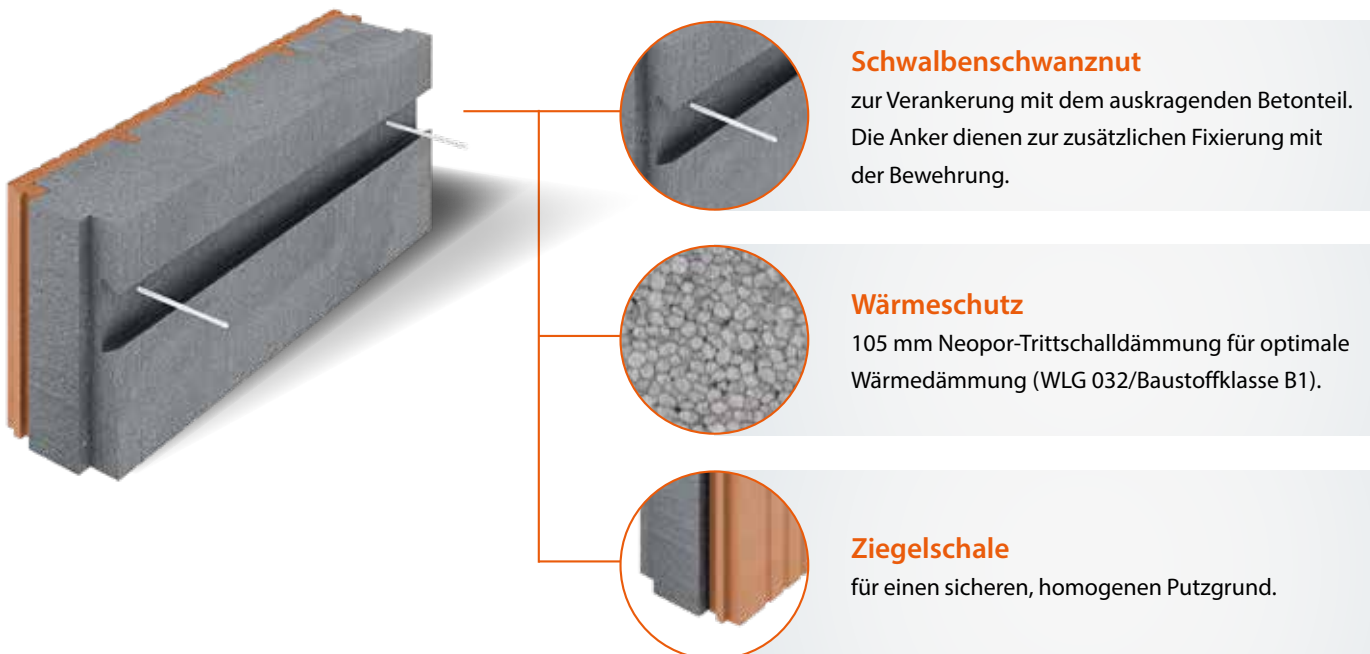 Schwalbenschwanznut
zur Verankerung mit dem auskragenden Betonteil.
Die Anker dienen zur zusätzlichen Fixierung mit
der Bewehrung.
Wärmeschutz
105 mm Neopor-Trittschalldämmung für optimale
Wärmedämmung (WLG 032/Baustoffklasse B1).
Ziegelschale
für einen sicheren, homogenen Putzgrund.